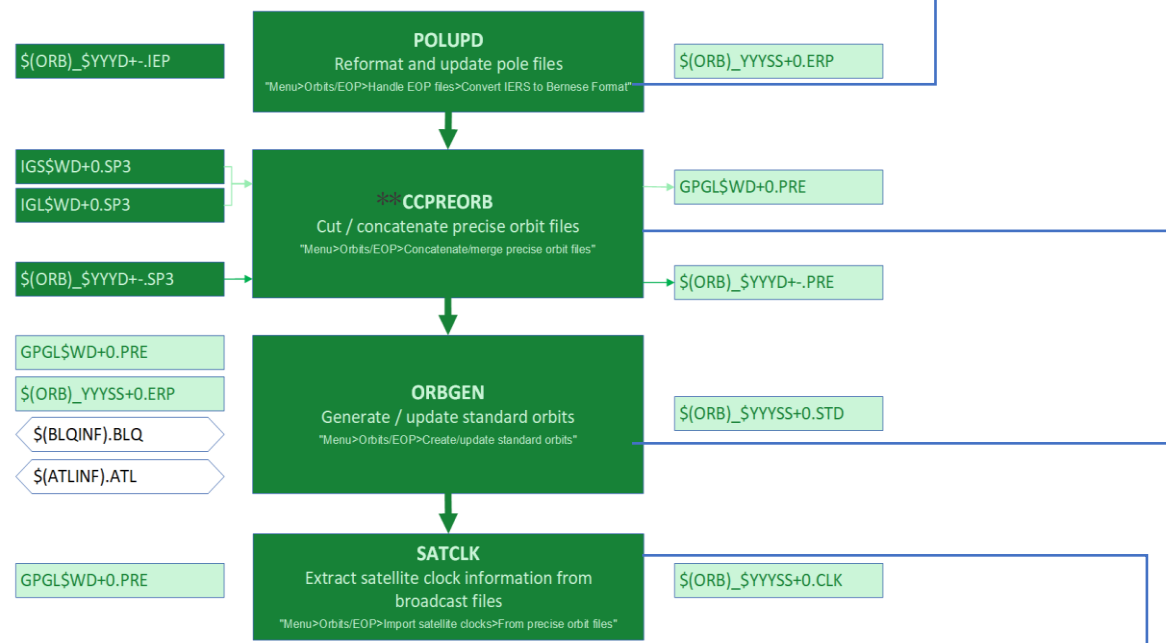 $(ORB)_$YYYD+-.IEP
POLUPD
Reformat and update pole files
"Menu>Orbits/EOP>Handle EOP files>Convert IERS to Bernese Format"
$(ORB)_YYYSS+0.ERP
IGS$WD+0.SP3
IGL$WD+0.SP3
$(ORB)_$YYYD+-.SP3
**CCPREORB
Cut / concatenate precise orbit files
"Menu>Orbits/EOP>Concatenate/merge precise orbit files"
GPGL$WD+0.PRE
$(ORB)_$YYYD+-.PRE
GPGL$WD+0.PRE
$(ORB)_YYYSS+0.ERP
$(BLQINF).BLQ
$(ATLINF).ATL
ORBGEN
Generate / update standard orbits
"Menu>Orbits/EOP>Create/update standard orbits"
$(ORB)_$YYYSS+0.STD
GPGL$WD+0.PRE
SATCLK
Extract satellite clock information from
broadcast files
"Menu>Orbits/EOP>Import satellite clocks>From precise orbit files"
$(ORB)_$YYYSS+0.CLK